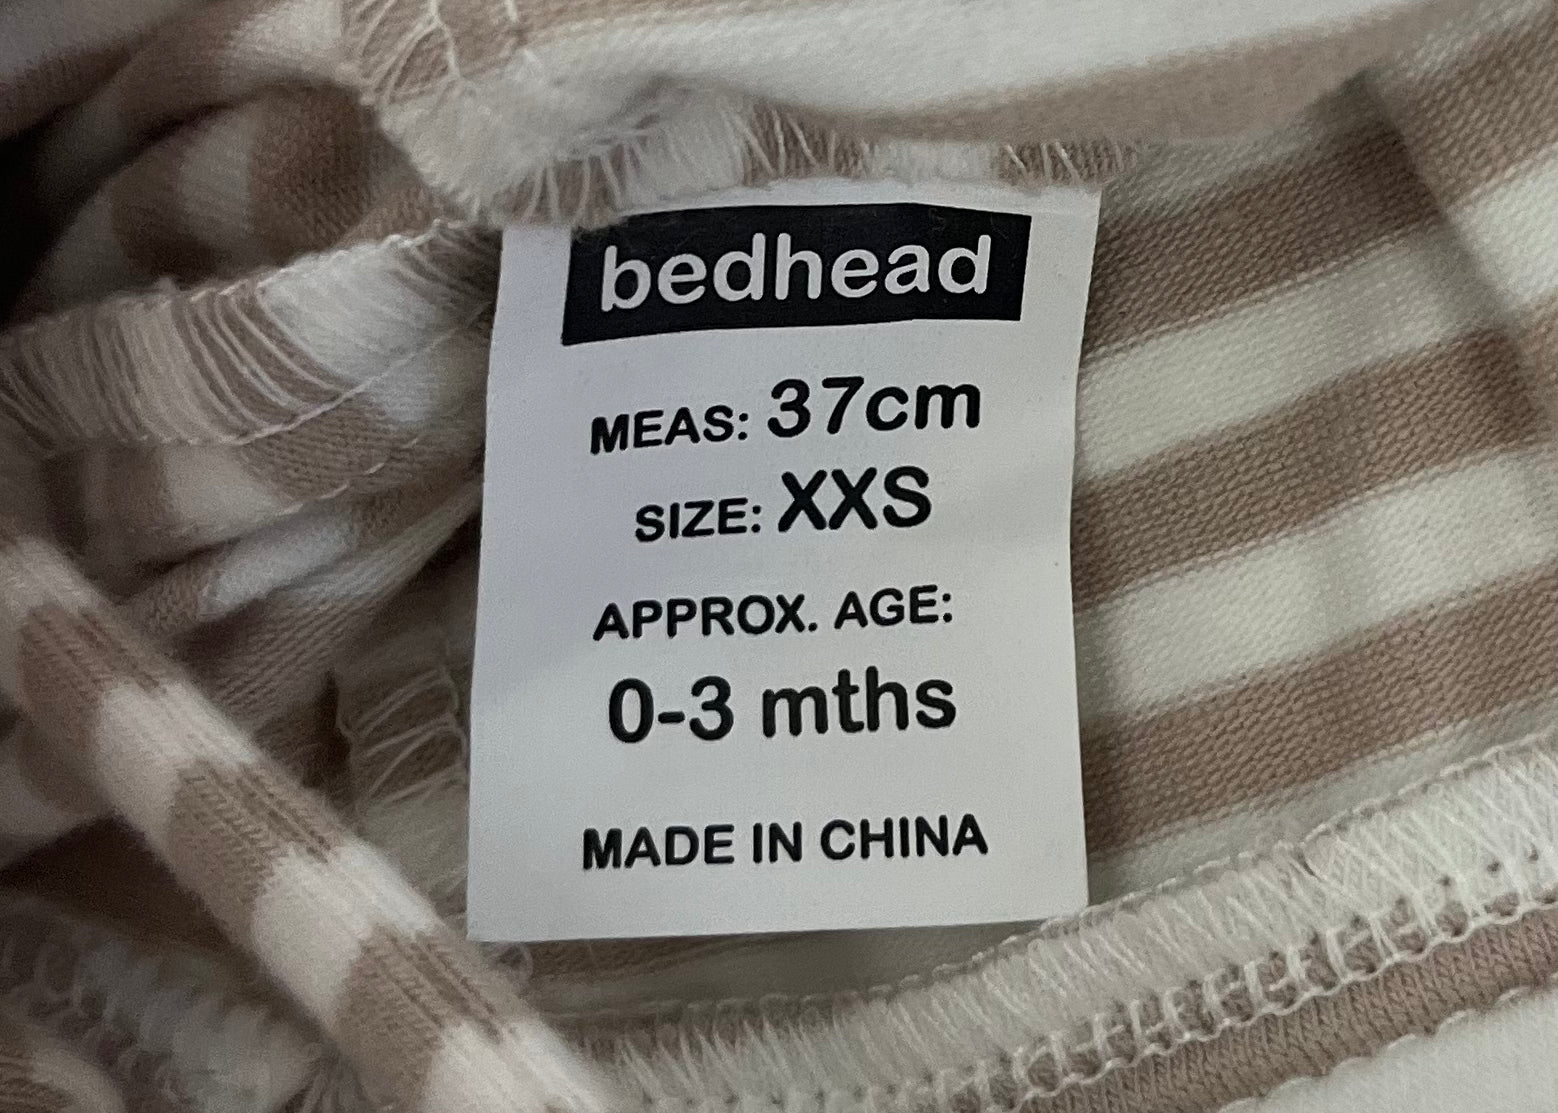 bedhead
MEAS: 37cm
SIZE: XXS
APPROX. AGE:
0-3 mths
MADE IN CHINA